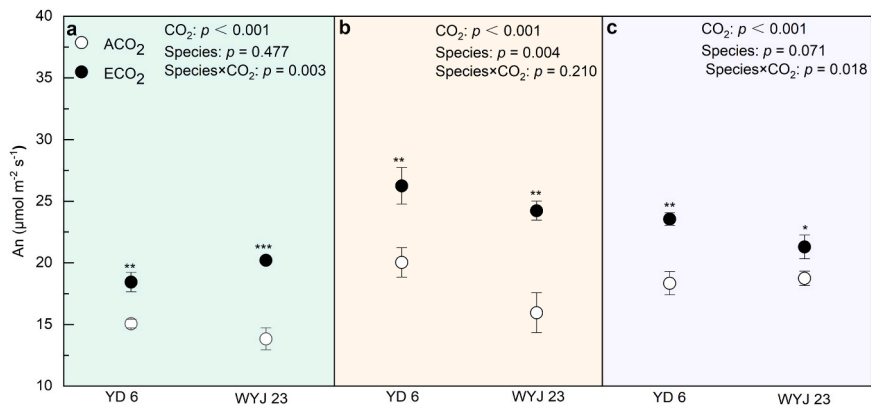 a
ACO₂
ECO₂
CO₂: p < 0.001
Species: p = 0.477
Species×CO₂: p = 0.003
b
CO₂: p < 0.001
Species: p = 0.004
Species×CO₂: p = 0.210
c
CO₂: p < 0.001
Species: p = 0.071
Species×CO₂: p = 0.018
An (μmol m⁻² s⁻¹)
40
35
30
25
20
15
10
**
***
**
**
**
*
YD 6
WYJ 23
YD 6
WYJ 23
YD 6
WYJ 23